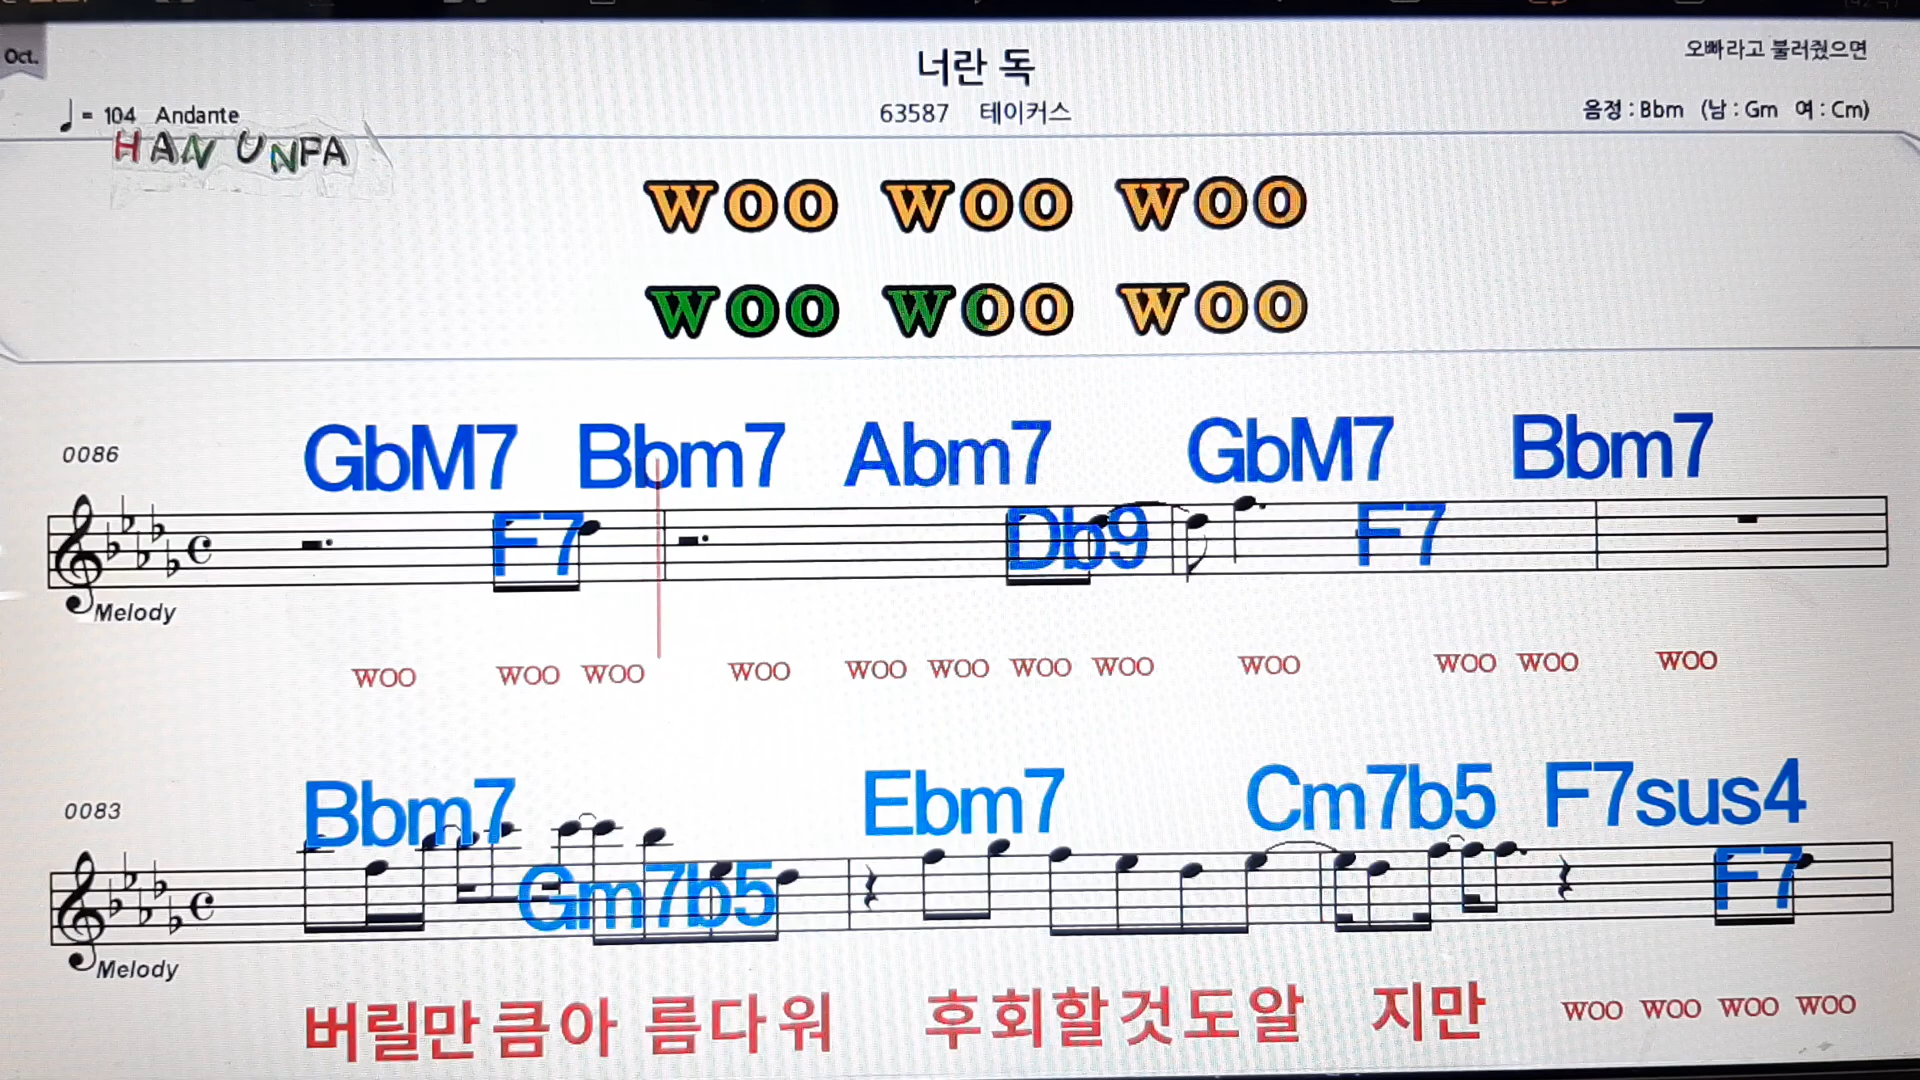 Oct.
너란 독
오빠라고 불러줬으면
♩ = 104 Andante
63587 테이커스
음정 : Bbm (남 : Gm 여 : Cm)
HAN UNFA
WOO WOO WOO
WOO WOO WOO
0086
GbM7 Bbm7 Abm7 GbM7 Bbm7
F7 Db9 F7
Melody
woo woo woo woo woo woo woo woo woo woo woo woo
0083
Bbm7 Ebm7 Cm7b5 F7sus4
Gm7b5 F7
Melody
버릴만큼아 름다워 후회할것도알 지만 woo woo woo woo